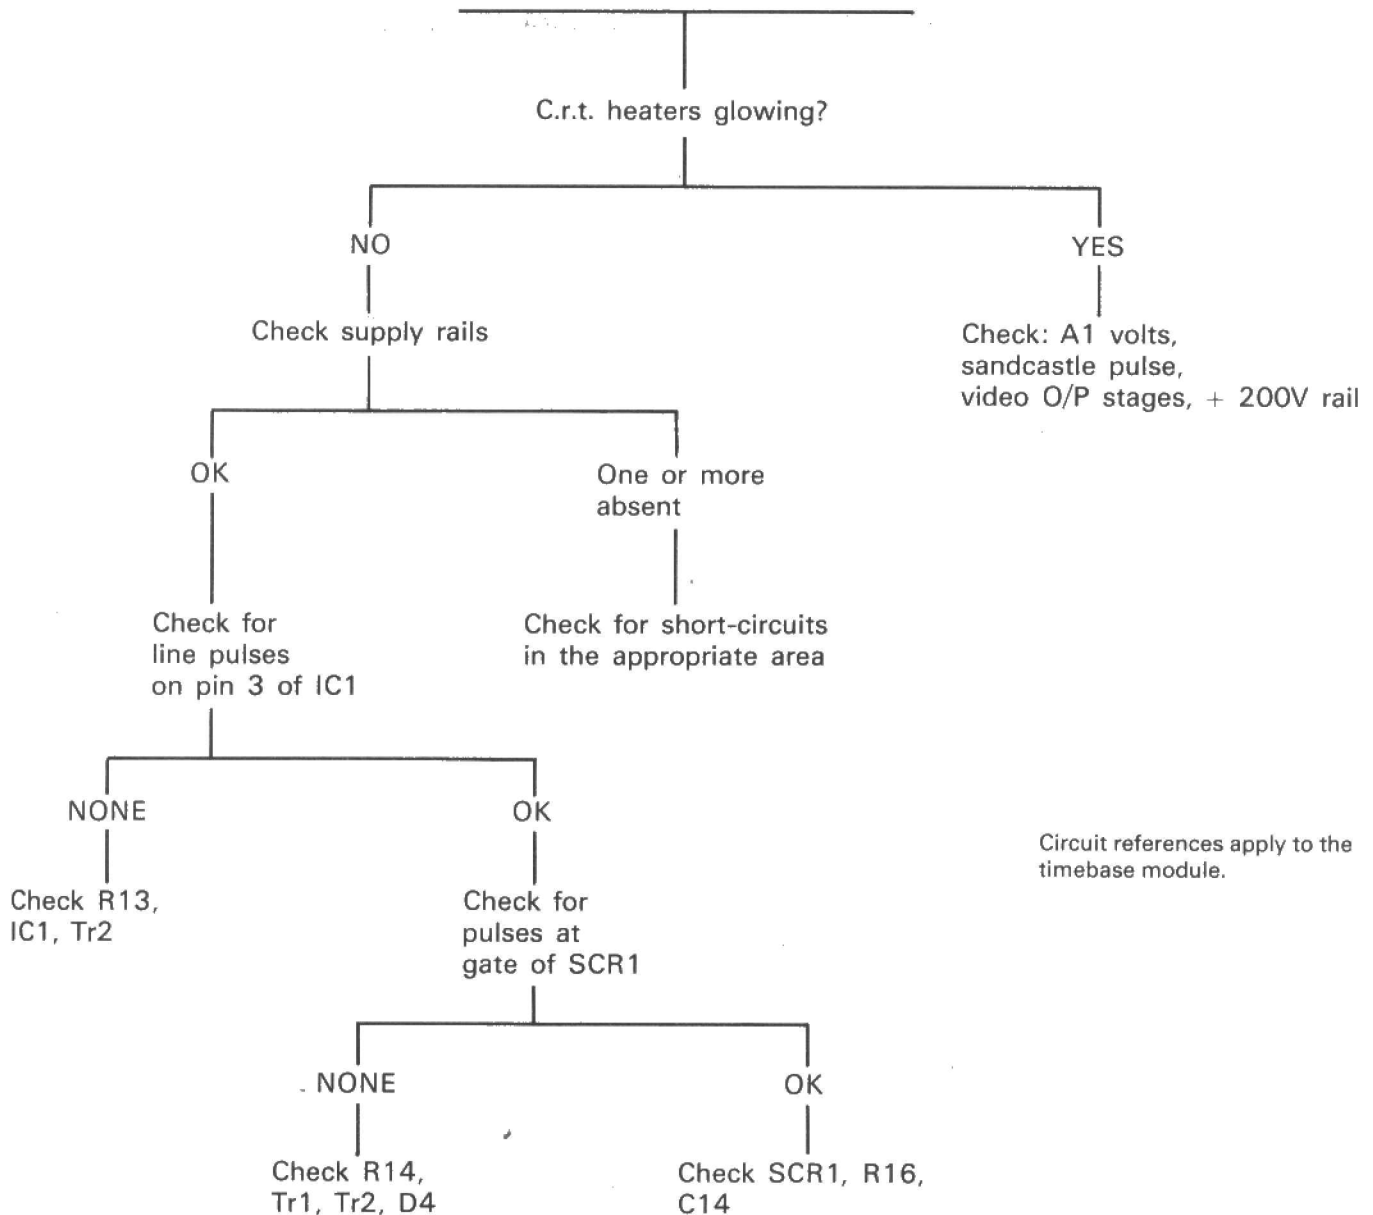 C.r.t. heaters glowing?
NO
YES
Check supply rails
Check: A1 volts,
sandcastle pulse,
video O/P stages, + 200V rail
OK
One or more
absent
Check for
line pulses
on pin 3 of IC1
Check for short-circuits
in the appropriate area
NONE
OK
Circuit references apply to the
timebase module.
Check R13,
IC1, Tr2
Check for
pulses at
gate of SCR1
NONE
OK
Check R14,
Tr1, Tr2, D4
Check SCR1, R16,
C14